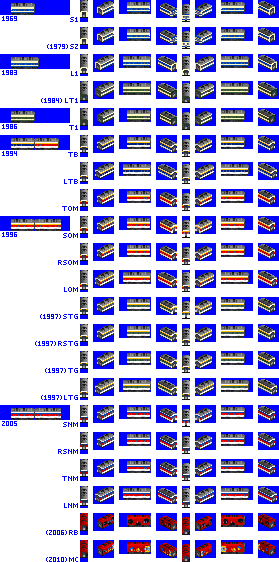 1969 S1
(1979) S2
1983 L1
(1984) LT1
1986 T1
1994 TB
LTB
TOM
1996 SOM
RSOM
LOM
(1997) STG
(1997) RSTG
(1997) TG
(1997) LTG
2005 SNM
RSNM
TNM
LNM
(2006) RB
(2010) MC